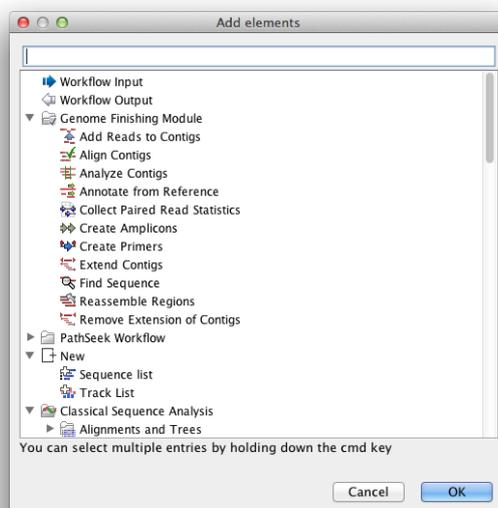 Add elements
Workflow Input
Workflow Output
Genome Finishing Module
Add Reads to Contigs
Align Contigs
Analyze Contigs
Annotate from Reference
Collect Paired Read Statistics
Create Amplicons
Create Primers
Extend Contigs
Find Sequence
Reassemble Regions
Remove Extension of Contigs
PathSeek Workflow
New
Sequence list
Track List
Classical Sequence Analysis
Alignments and Trees
You can select multiple entries by holding down the cmd key
Cancel OK